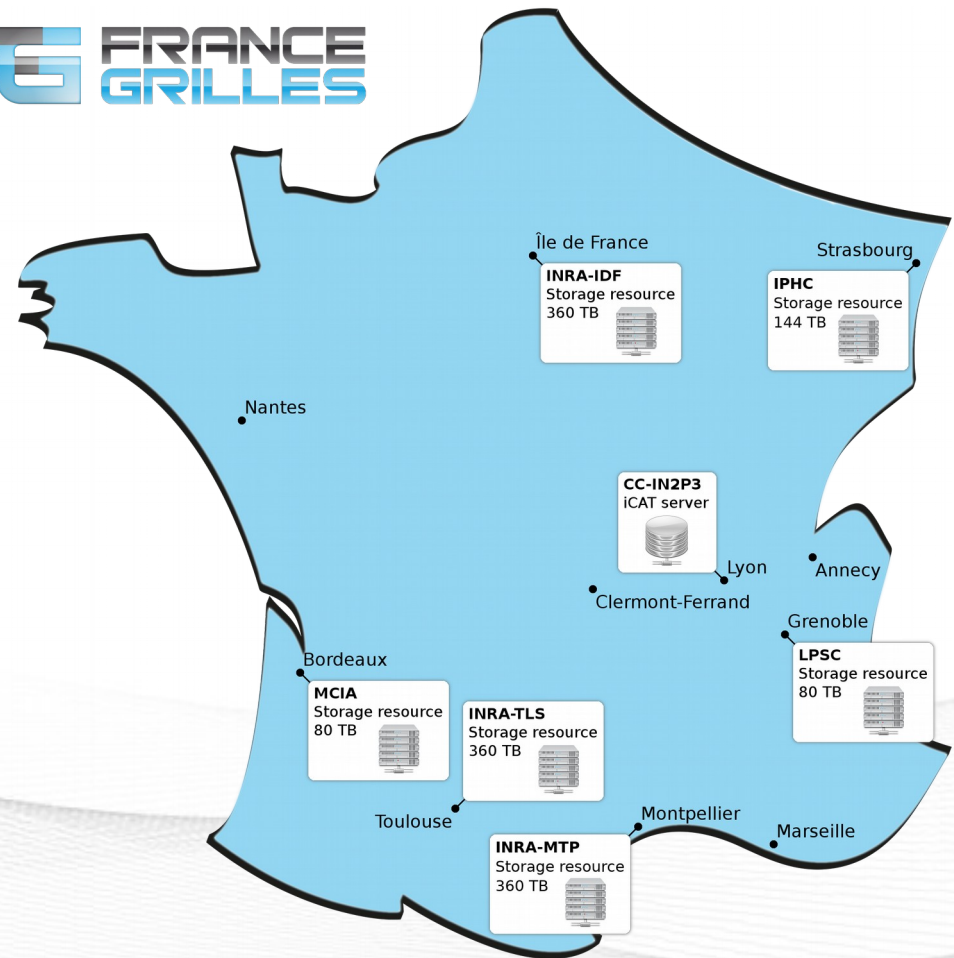 FRANCE
GRILLES
Île de France
INRA-IDF
Storage resource
360 TB
Strasbourg
IPHC
Storage resource
144 TB
Nantes
CC-IN2P3
iCAT server
Lyon
Annecy
Clermont-Ferrand
Grenoble
LPSC
Storage resource
80 TB
Bordeaux
MCIA
Storage resource
80 TB
INRA-TLS
Storage resource
360 TB
Toulouse
Montpellier
Marseille
INRA-MTP
Storage resource
360 TB